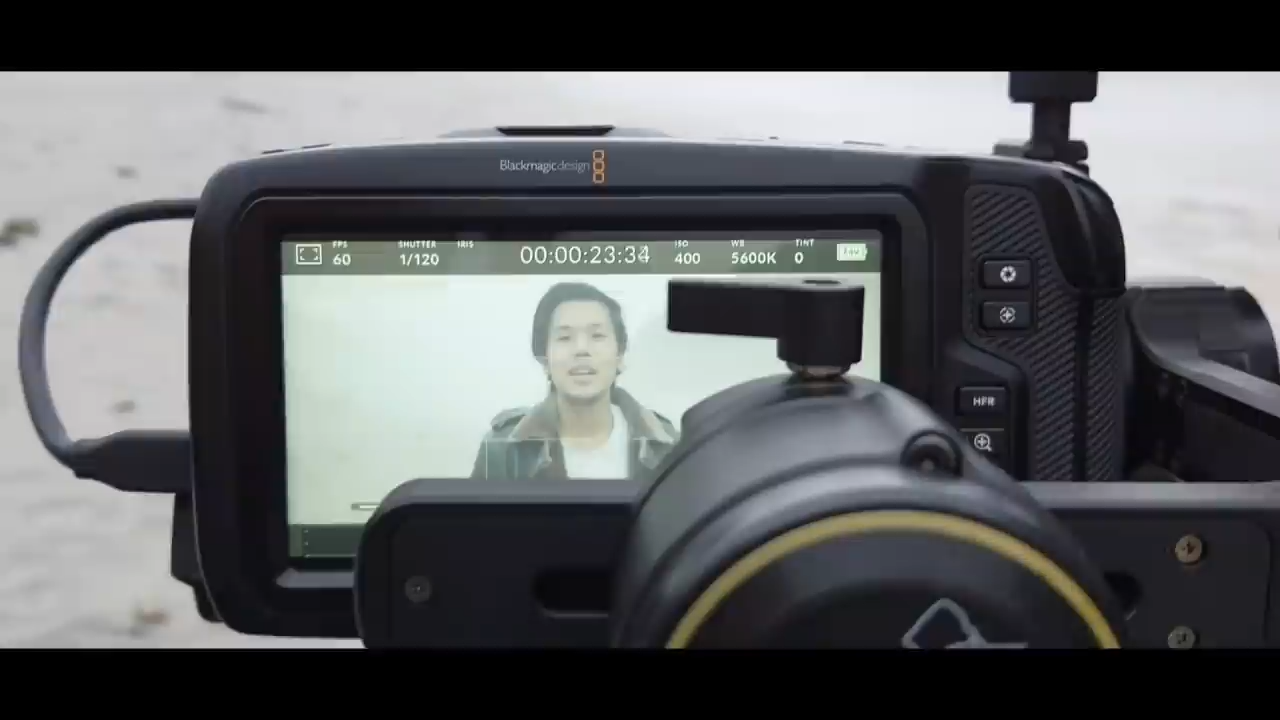 Blackmagicdesign
FPS SHUTTER IRIS 00:00:23:34 ISO WB TINT
60 1/120 400 5600K 0
HFR